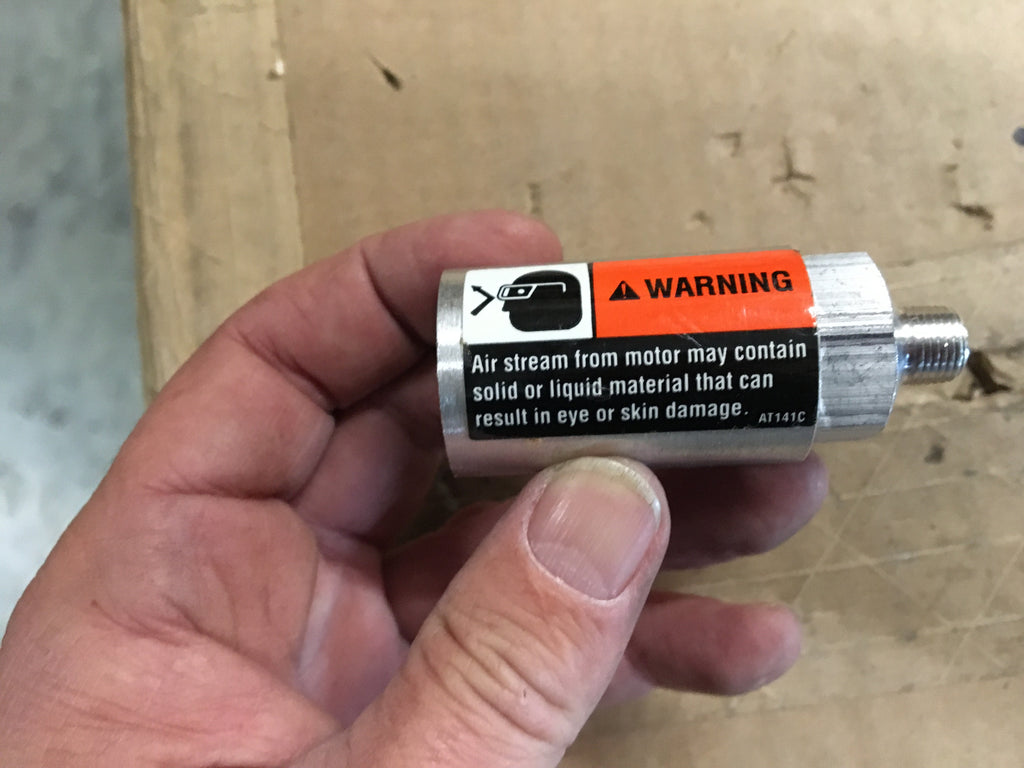 WARNING
Air stream from motor may contain
solid or liquid material that can
result in eye or skin damage.
AT141C